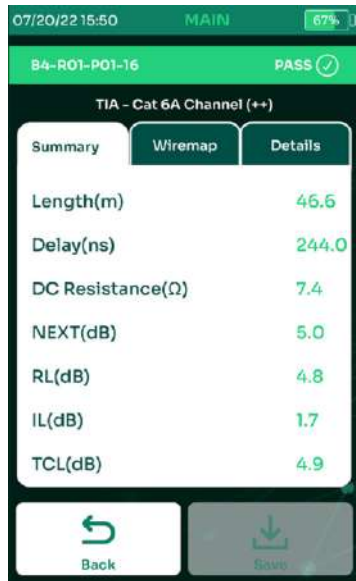 07/20/22 15:50 MAIN 67%
B4-R01-P01-16 PASS
TIA - Cat 6A Channel (++)
Summary Wiremap Details
Length(m) 46.6
Delay(ns) 244.0
DC Resistance(Ω) 7.4
NEXT(dB) 5.0
RL(dB) 4.8
IL(dB) 1.7
TCL(dB) 4.9
Back Save